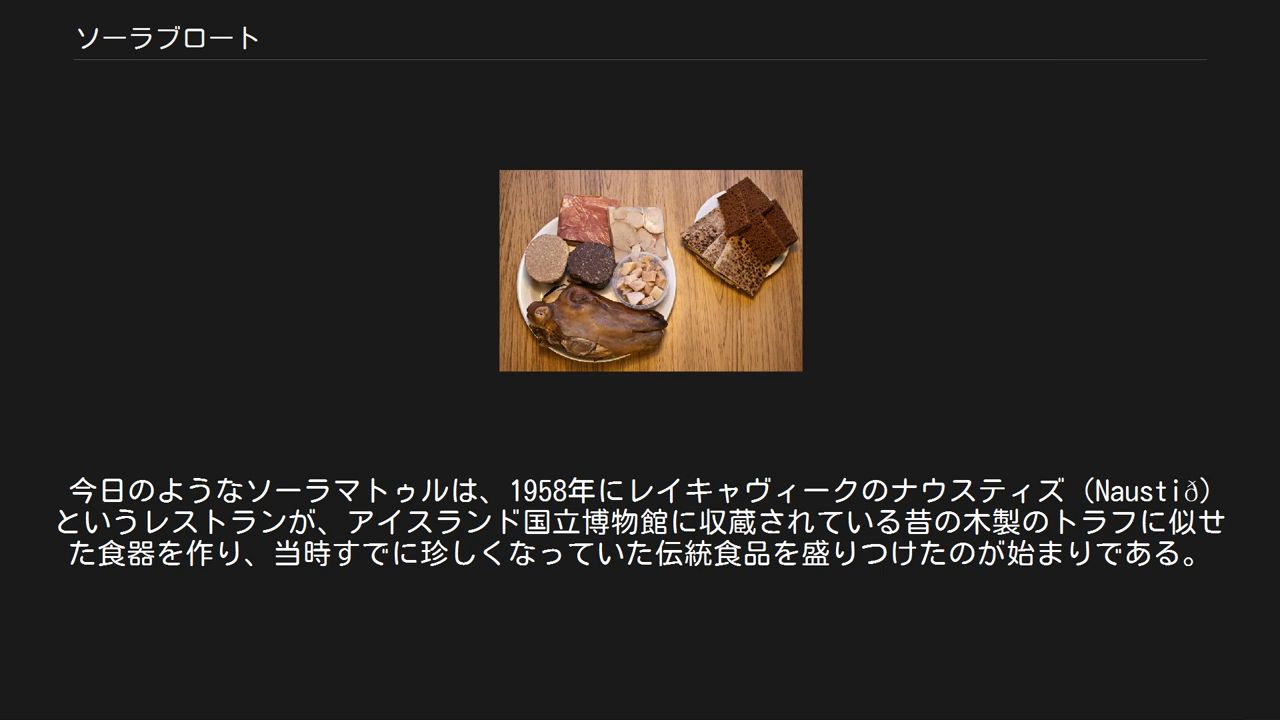 ソーラブロート
今日のようなソーラマトゥルは、1958年にレイキャヴィークのナウスティズ（Naustið）
というレストランが、アイスランド国立博物館に収蔵されている昔の木製のトラフに似せ
た食器を作り、当時すでに珍しくなっていた伝統食品を盛りつけたのが始まりである。